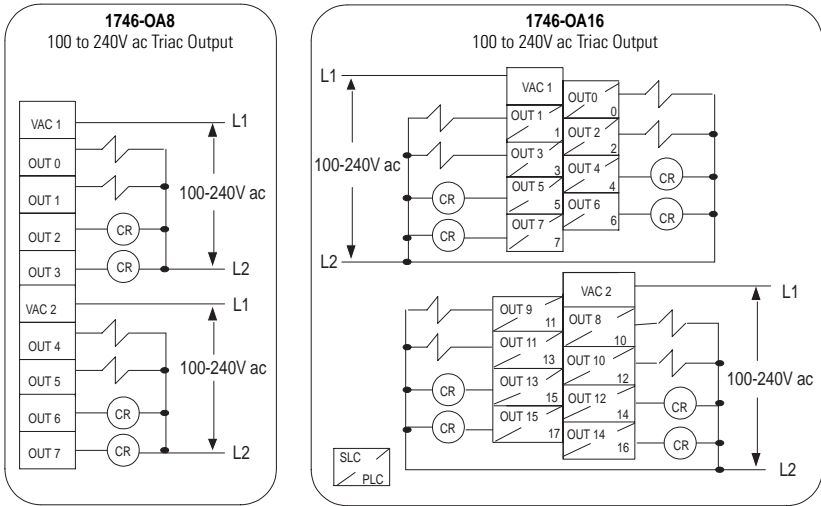 1746-OA8
100 to 240V ac Triac Output
VAC 1
L1
OUT 0
OUT 1
100-240V ac
OUT 2
CR
OUT 3
CR
L2
VAC 2
L1
OUT 4
OUT 5
100-240V ac
OUT 6
CR
OUT 7
CR
L2
1746-OA16
100 to 240V ac Triac Output
L1
VAC 1
OUT0
0
OUT 1
1
OUT 2
2
OUT 3
3
100-240V ac
OUT 4
4
CR
OUT 5
5
CR
OUT 6
6
CR
OUT 7
7
CR
L2
VAC 2
L1
OUT 9
11
OUT 8
10
OUT 11
13
OUT 10
12
100-240V ac
OUT 13
15
CR
OUT 12
14
CR
OUT 15
17
CR
OUT 14
16
CR
L2
SLC
PLC